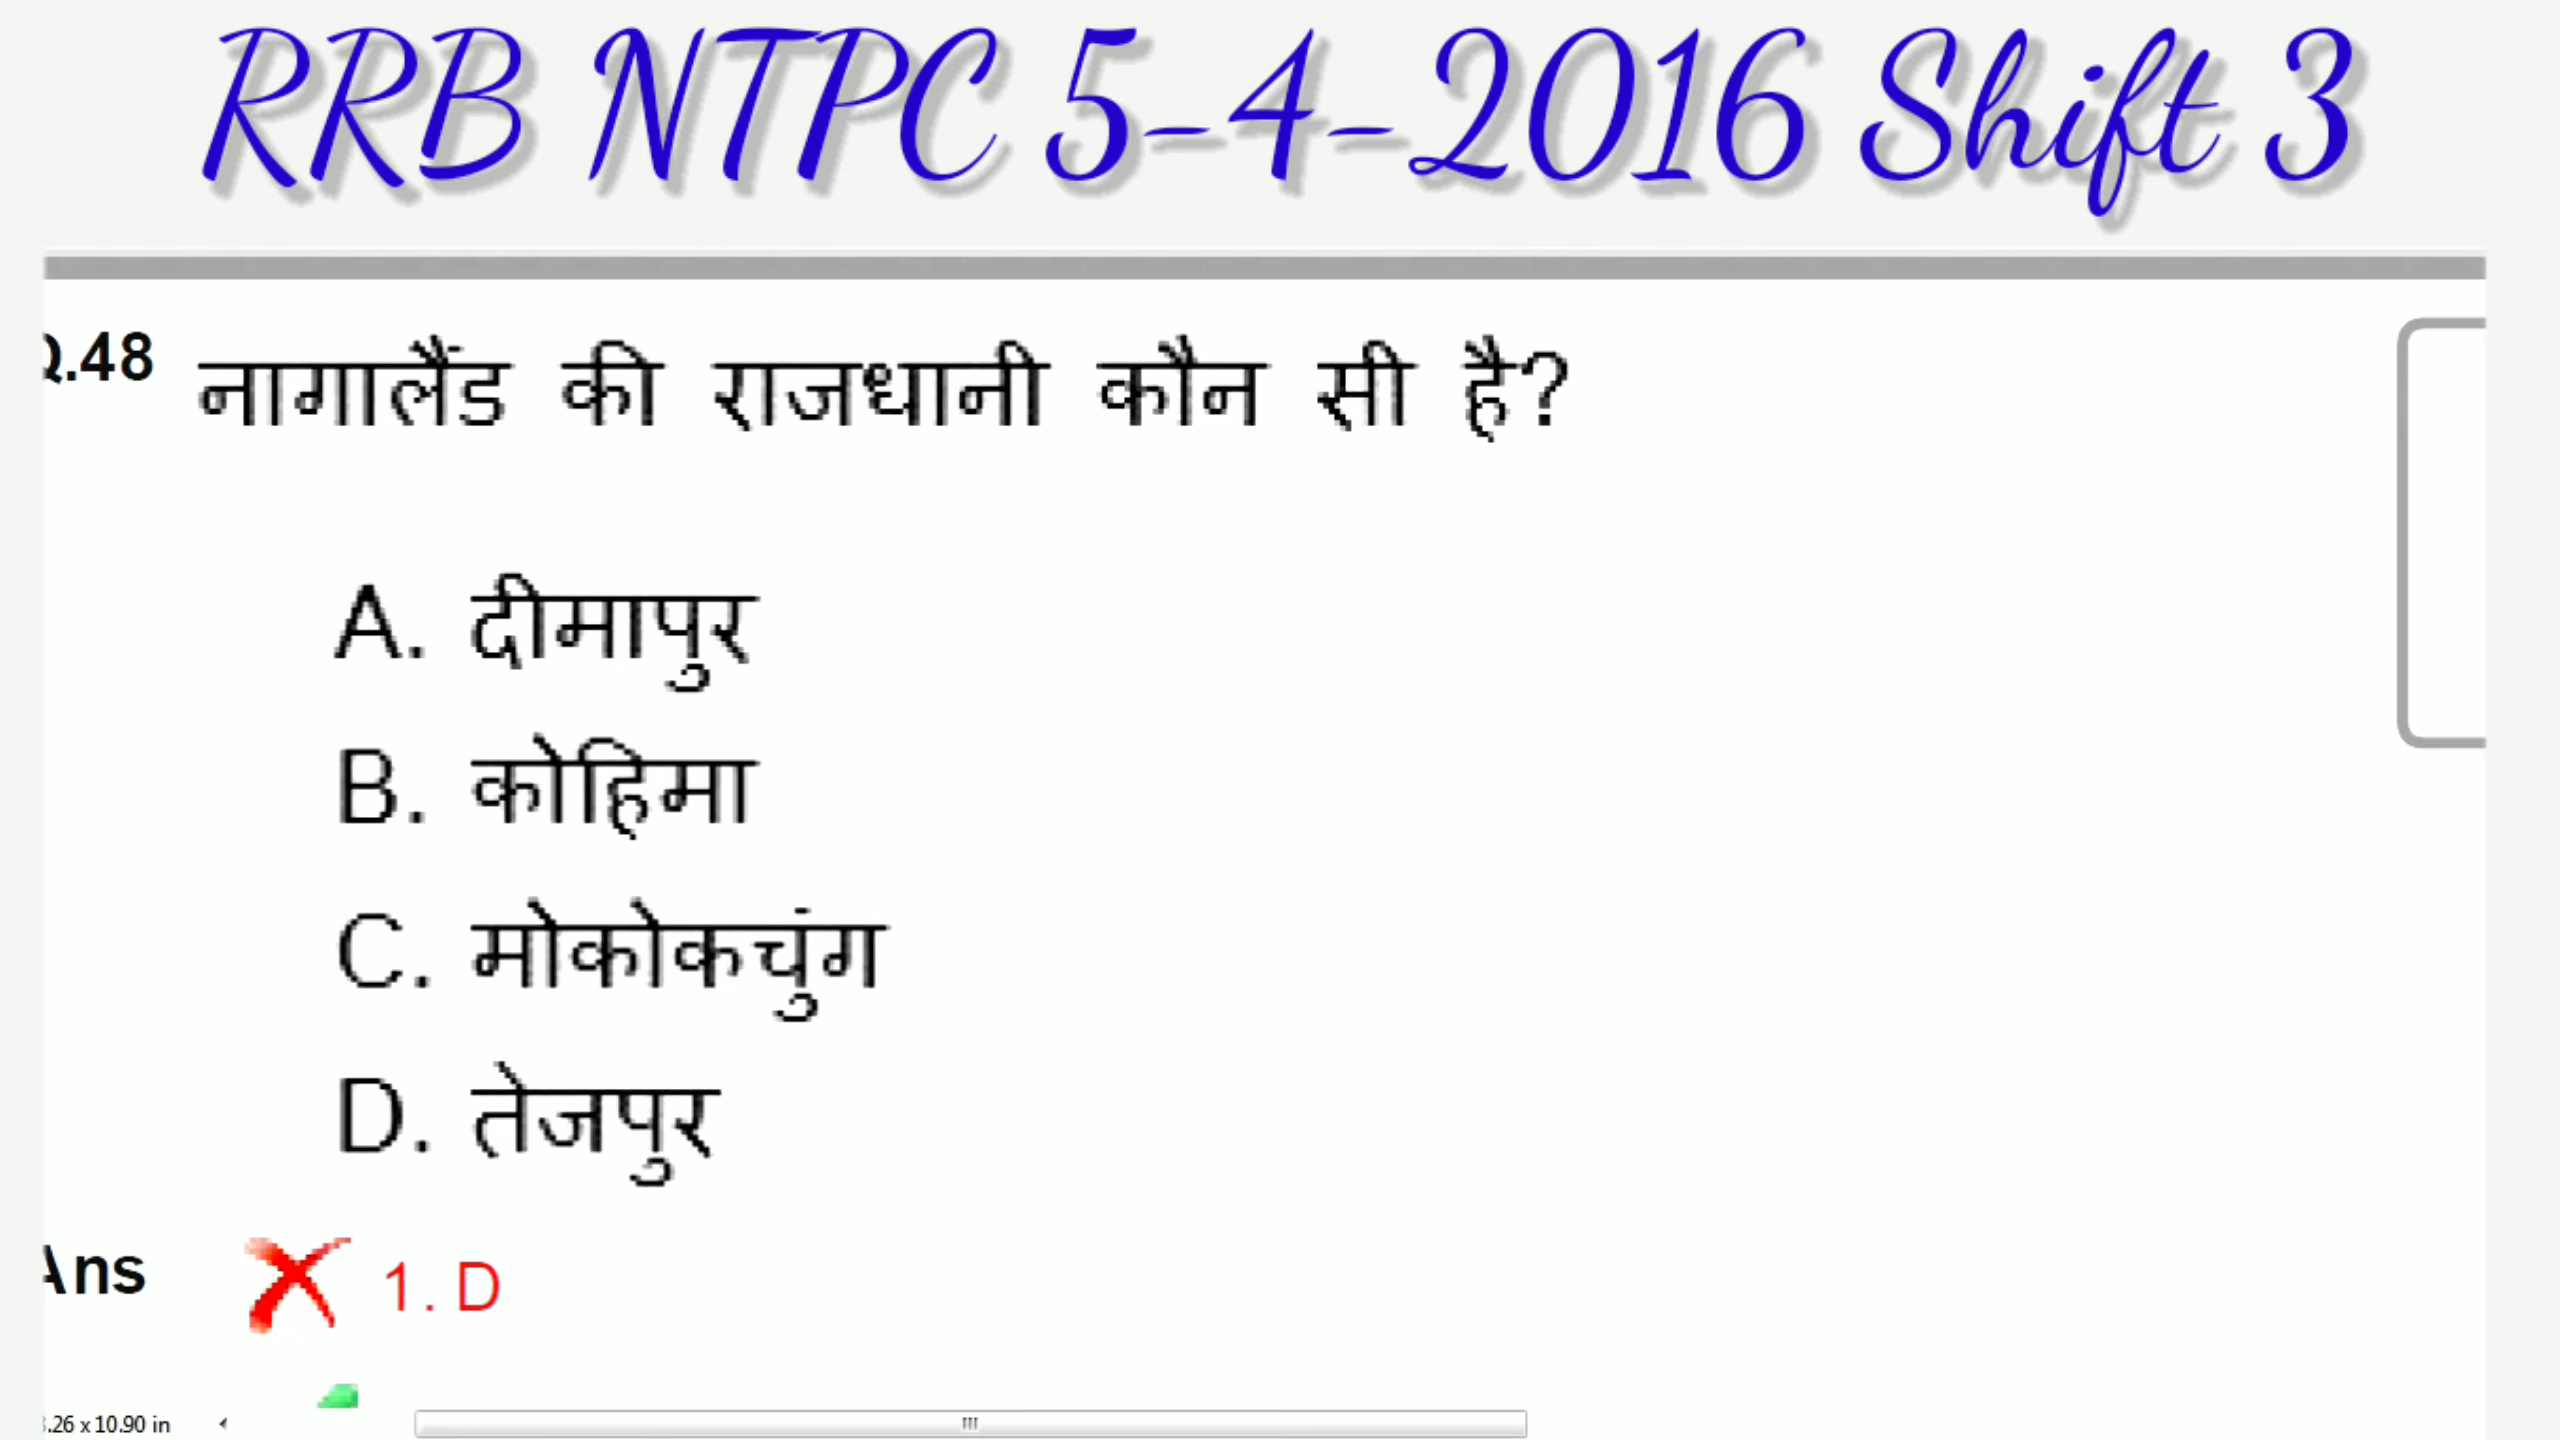 RRB NTPC 5-4-2016 Shift 3
Q.48 नागालैंड की राजधानी कौन सी है?
A. दीमापुर
B. कोहिमा
C. मोकोकचुंग
D. तेजपुर
Ans 1. D
.26 x 10.90 in